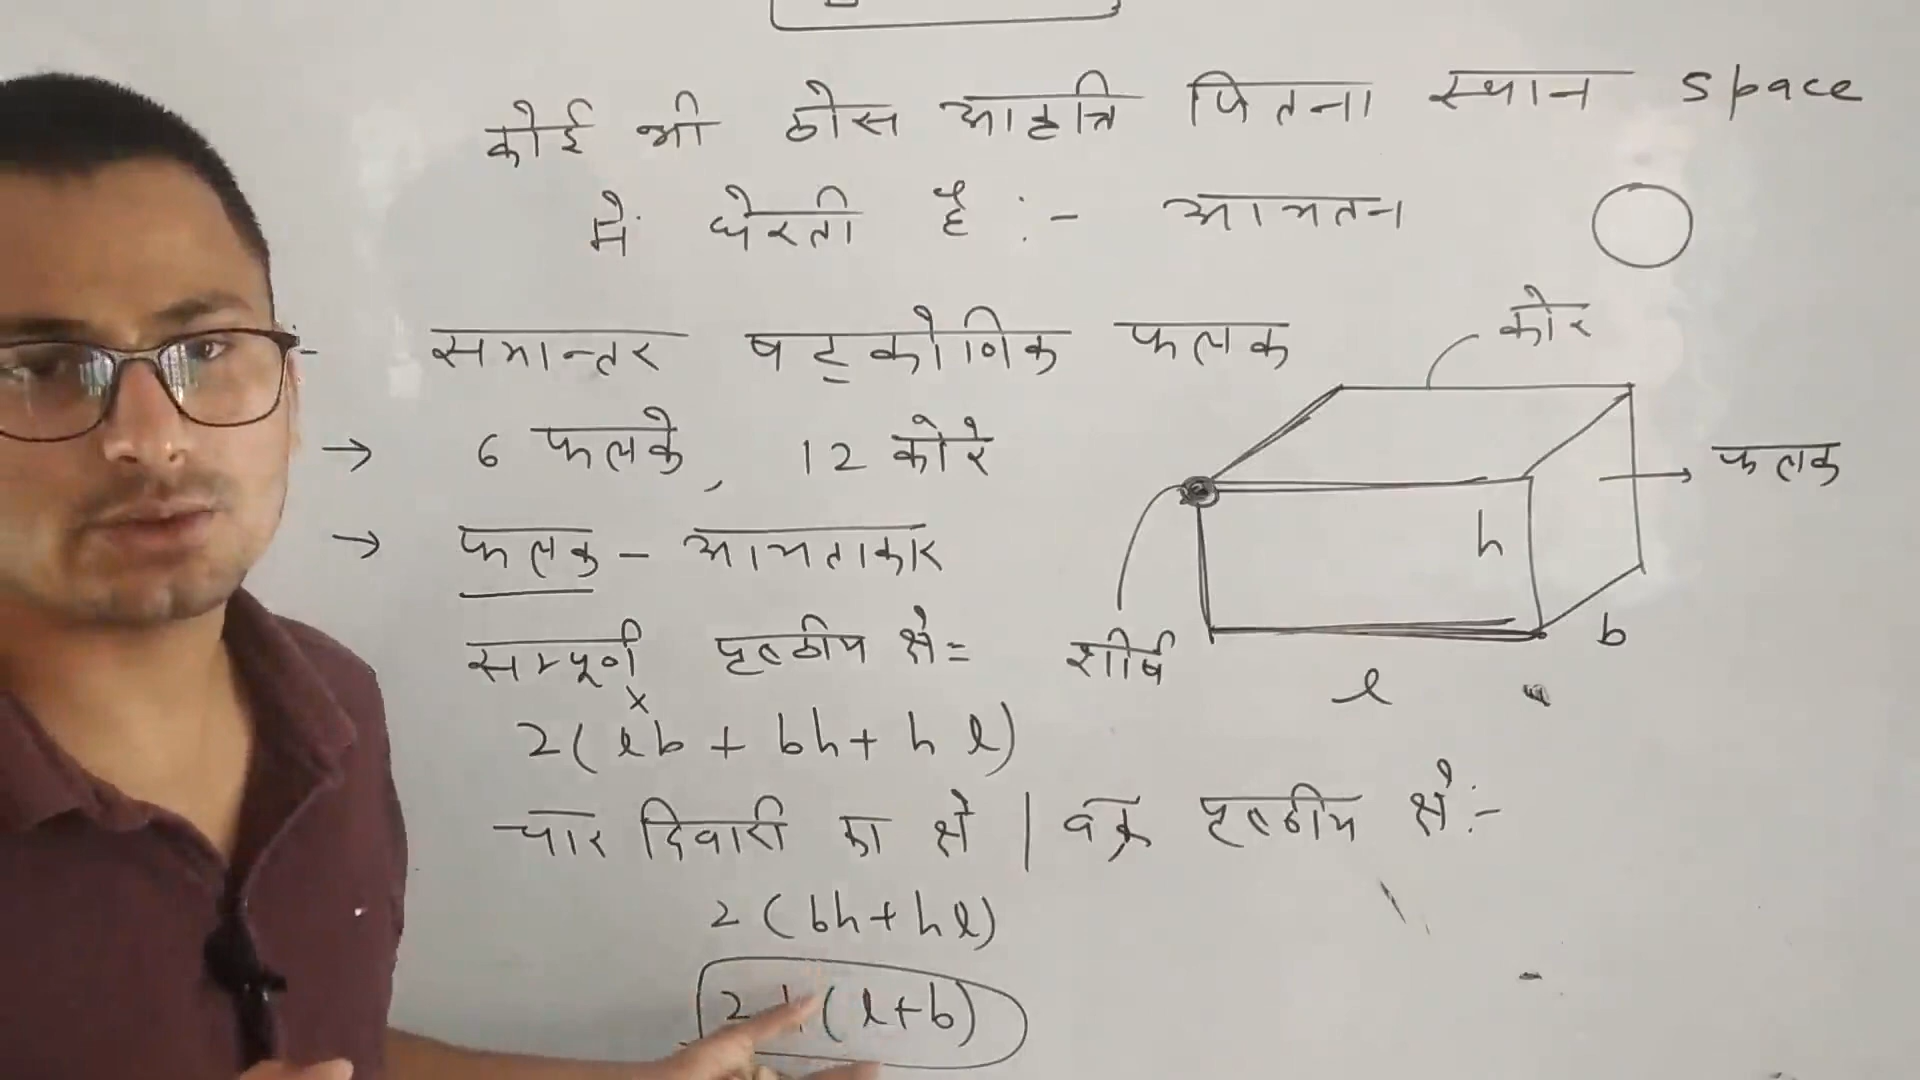 कोई भी ठोस आकृति जितना स्थान space
में घेरती है :- आयतन
:- समान्तर षट्कोणिक फलक
→ 6 फलके, 12 कोरे
→ फलक - आयताकार
सम्पूर्ण पृष्ठीय क्षे =
x
2(lb + bh + hl)
चार दिवारी का क्षे | वक्र पृष्ठीय क्षे :-
2(bh + hl)
2h(l+b)
कोर
फलक
h
शीर्ष
b
l